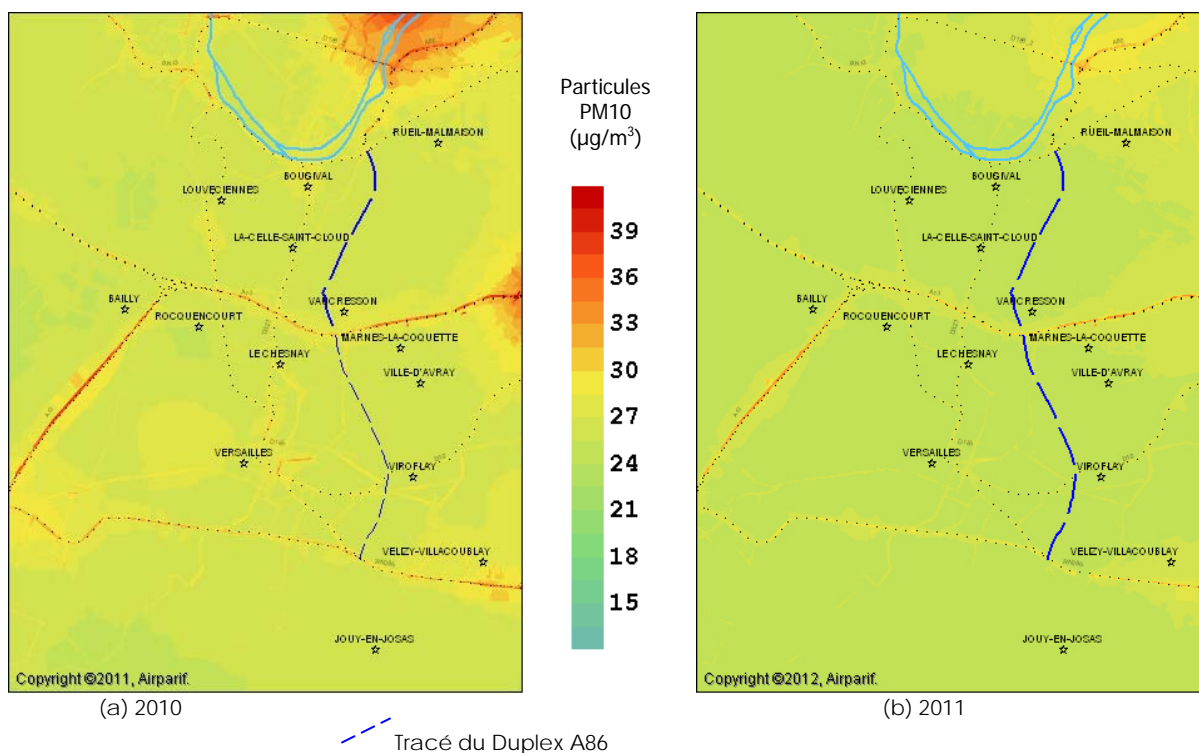 RUEIL-MALMAISON
BOUGIVAL
LOUVECIENNES
LA-CELLE-SAINT-CLOUD
BAILLY
VAUCRESSON
ROCQUENCOURT
MARNES-LA-COQUETTE
LE CHESNAY
VILLE-D'AVRAY
VERSAILLES
VIROFLAY
VELIZY-VILLACOUBLAY
JOUY-EN-JOSAS
Copyright ©2011, Airparif.
(a) 2010
Particules
PM10
(µg/m³)
39
36
33
30
27
24
21
18
15
RUEIL-MALMAISON
BOUGIVAL
LOUVECIENNES
LA-CELLE-SAINT-CLOUD
BAILLY
VAUCRESSON
ROCQUENCOURT
MARNES-LA-COQUETTE
LE CHESNAY
VILLE-D'AVRAY
VERSAILLES
VIROFLAY
VELIZY-VILLACOUBLAY
JOUY-EN-JOSAS
Copyright ©2012, Airparif.
(b) 2011
Tracé du Duplex A86